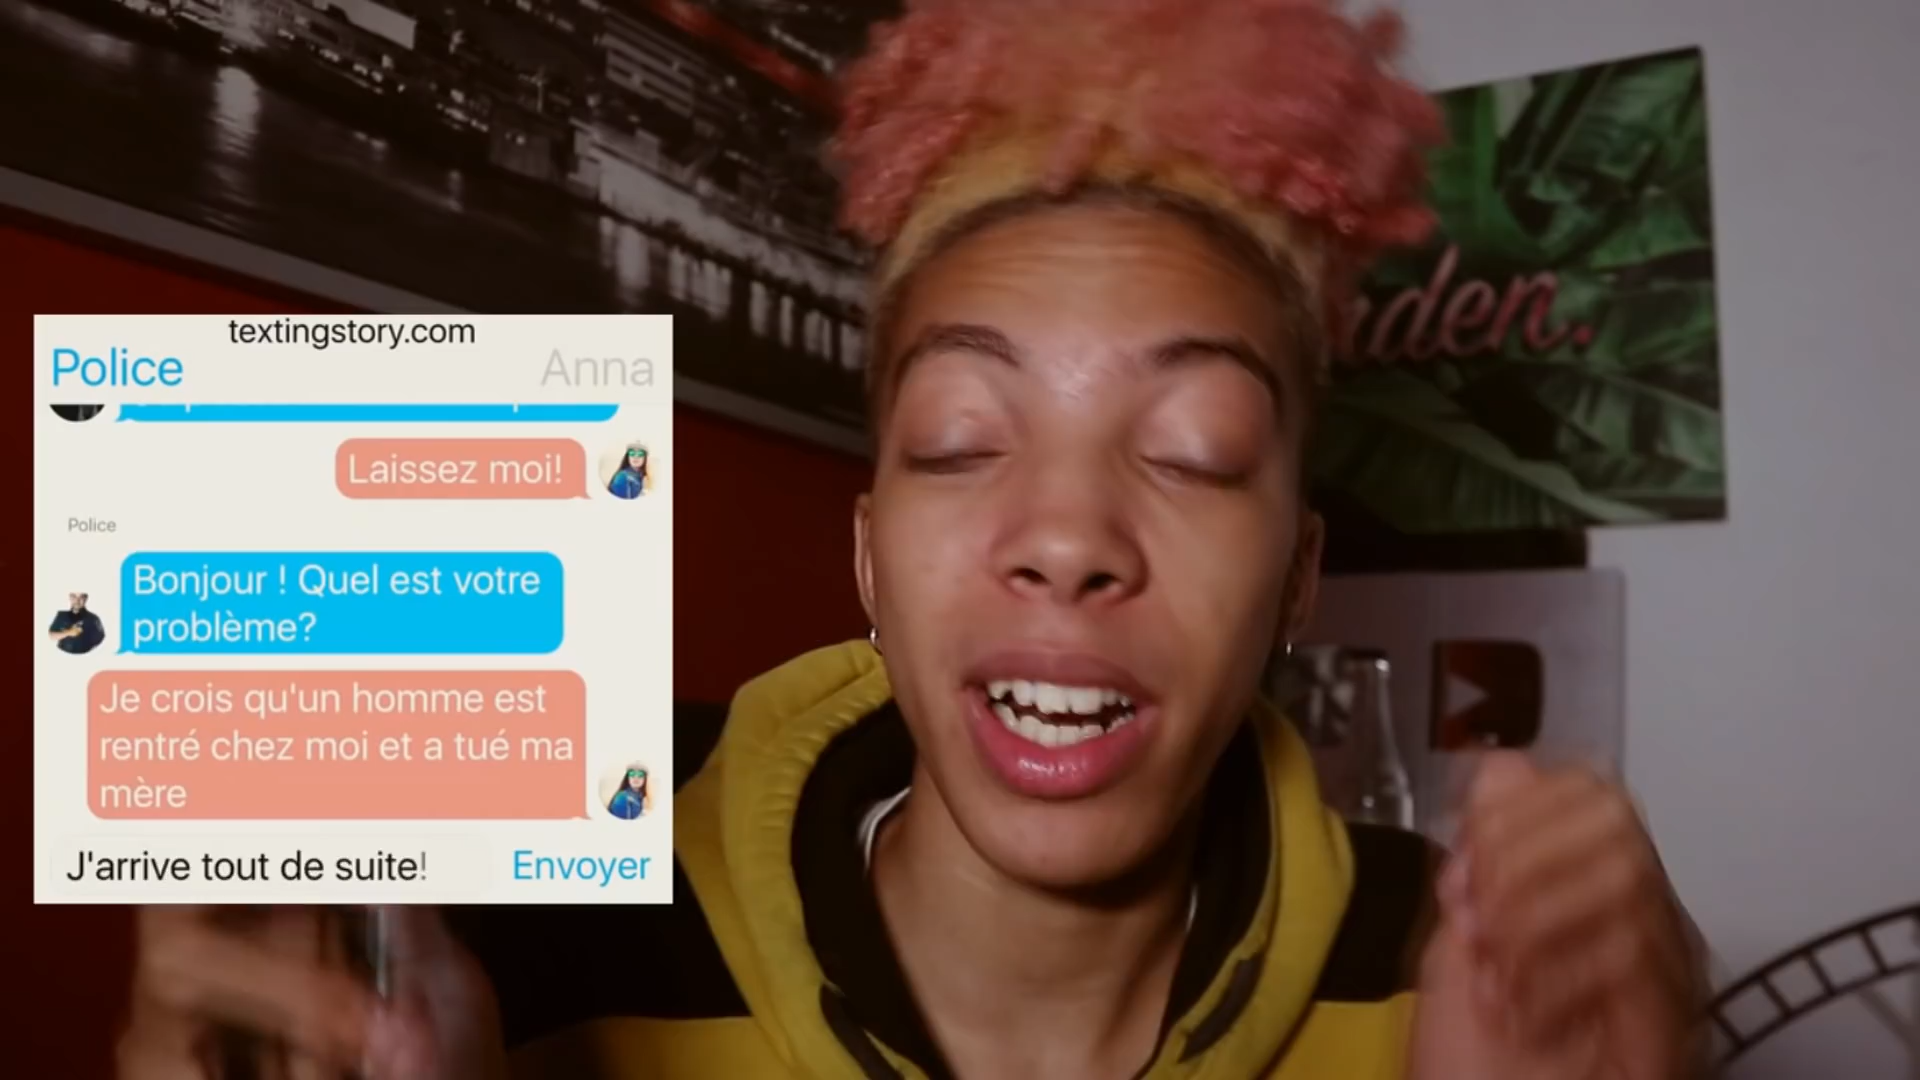 textingstory.com
Police
Anna
Laissez moi!
Police
Bonjour ! Quel est votre
problème?
Je crois qu'un homme est
rentré chez moi et a tué ma
mère
J'arrive tout de suite!
Envoyer
rden.